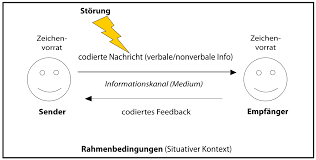 Störung
Zeichen-
vorrat
Zeichen-
vorrat
codierte Nachricht (verbale/nonverbale Info)
Informationskanal (Medium)
codiertes Feedback
Sender
Empfänger
Rahmenbedingungen (Situativer Kontext)